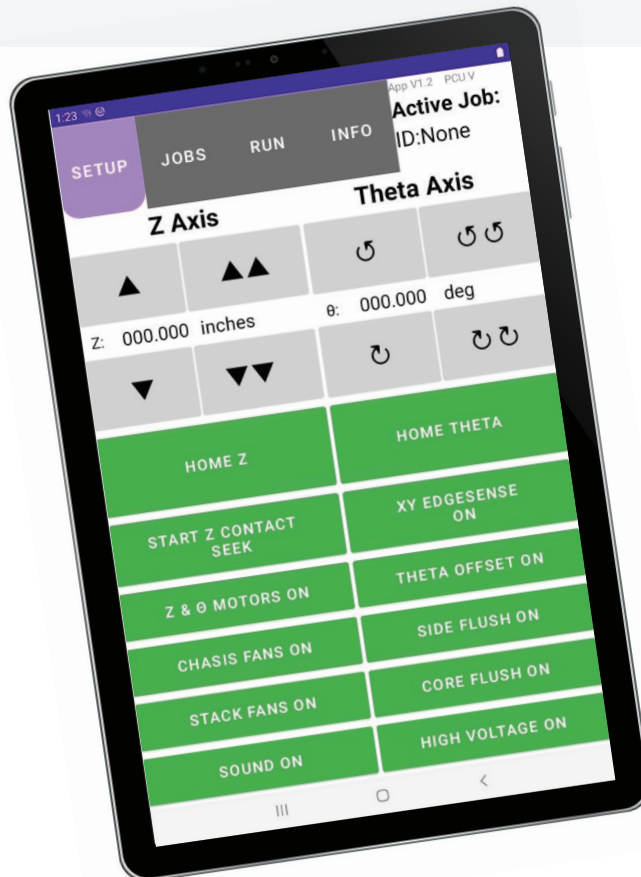 1:23
App V1.2 PCU V
SETUP JOBS RUN INFO
Active Job:
ID:None
Z Axis Theta Axis
Z: 000.000 inches θ: 000.000 deg
HOME Z HOME THETA
START Z CONTACT
SEEK
XY EDGESENSE
ON
Z & Θ MOTORS ON THETA OFFSET ON
CHASIS FANS ON SIDE FLUSH ON
STACK FANS ON CORE FLUSH ON
SOUND ON HIGH VOLTAGE ON